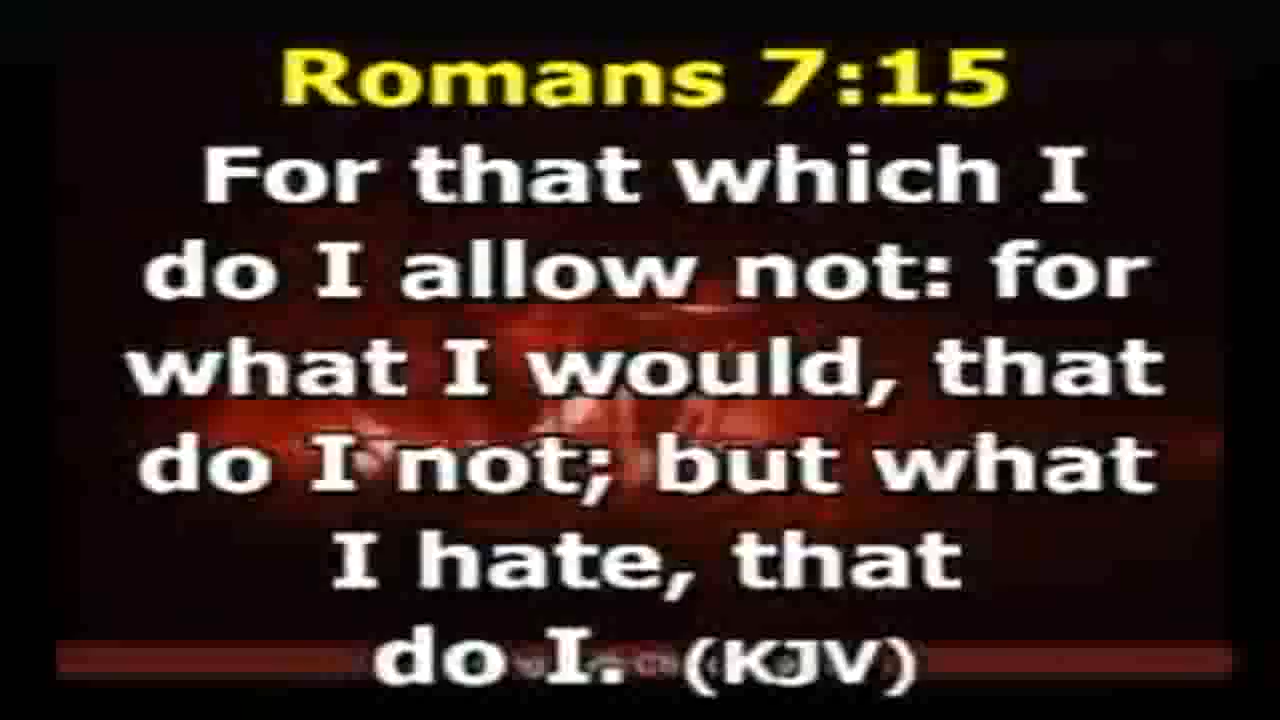 Romans 7:15
For that which I
do I allow not: for
what I would, that
do I not; but what
I hate, that
do I. (KJV)